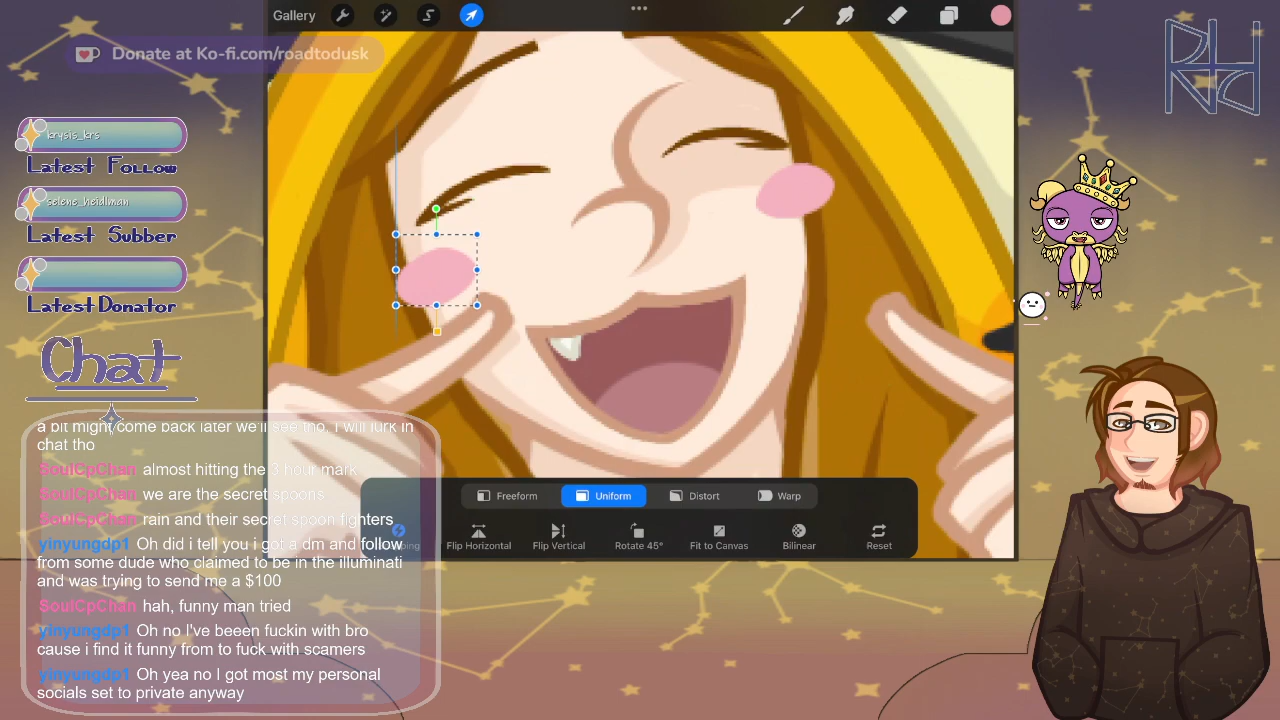 Gallery
Donate at Ko-fi.com/roadtodusk
krysis_krs
Latest Follow
selene_heidlman
Latest Subber
Latest Donator
Chat
a bit might come back later we'll see tho, i will lurk in
chat tho
SoulCpChan almost hitting the 3 hour mark
SoulCpChan we are the secret spoons
SoulCpChan rain and their secret spoon fighters
yinyungdp1 Oh did i tell you i got a dm and follow
from some dude who claimed to be in the illuminati
and was trying to send me a $100
SoulCpChan hah, funny man tried
yinyungdp1 Oh no I've beeen fuckin with bro
cause i find it funny from to fuck with scamers
yinyungdp1 Oh yea no I got most my personal
socials set to private anyway
Freeform Uniform Distort Warp
Flip Horizontal Flip Vertical Rotate 45° Fit to Canvas Bilinear Reset